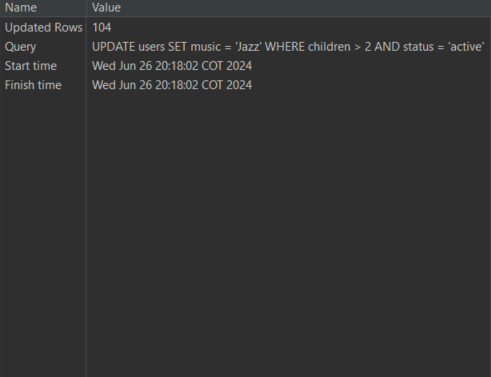 Name Value
Updated Rows 104
Query UPDATE users SET music = 'Jazz' WHERE children > 2 AND status = 'active'
Start time Wed Jun 26 20:18:02 COT 2024
Finish time Wed Jun 26 20:18:02 COT 2024